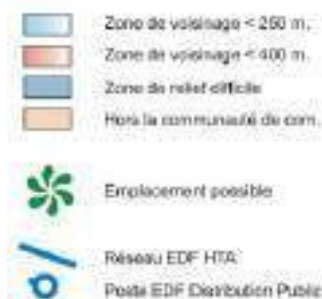 Zone de voisinage < 250 m.
Zone de voisinage < 400 m.
Zone de relief difficile
Hors la communauté de com.
Emplacement possible
Réseau EDF HTA
Poste EDF Distribution Public